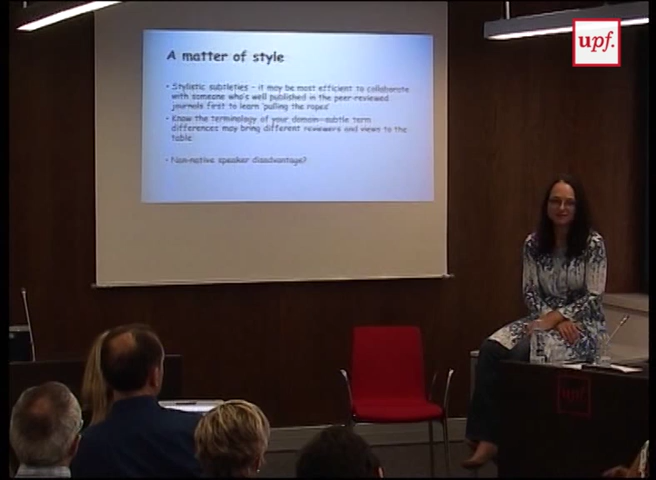 upf.
A matter of style
• Stylistic subtleties – it may be most efficient to collaborate
with someone who's well published in the peer-reviewed
journals first to learn 'pulling the ropes'
• Know the terminology of your domain—subtle term
differences may bring different reviewers and views to the
table
• Non-native speaker disadvantage?
upf.